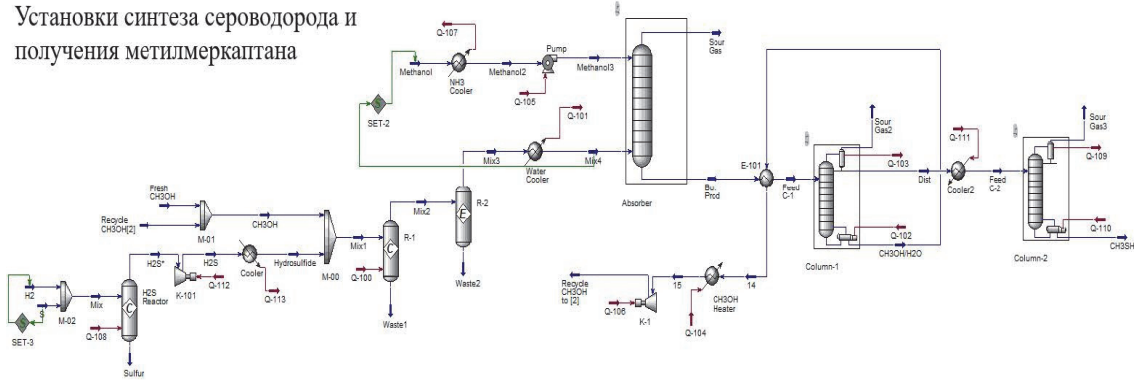 Установки синтеза сероводорода и
получения метилмеркаптана
Q-107
Pump
Sour
Gas
Methanol
Methanol2
Methanol3
NH3
Cooler
Q-105
SET-2
Q-101
Mix3
Mix4
Water
Cooler
R-2
E
Absorber
Bot
Prod
E-101
Feed
C-1
Sour
Gas2
Q-103
Dist
Q-111
Cooler2
Feed
C-2
Sour
Gas3
Q-109
Q-102
CH3OH/H2O
Column-1
Q-110
CH3SH
Column-2
Fresh
CH3OH
Recycle
CH3OH[2]
M-01
CH3OH
Mix2
R-1
C
Mix1
M-00
Q-100
Waste2
Waste1
H2S*
H2S
Cooler
Hydrosulfide
K-101
Q-112
Q-113
H2
S
Mix
M-02
H2S
Reactor
C
SET-3
Q-108
Sulfur
Recycle
CH3OH
to [2]
15
14
CH3OH
Heater
Q-106
K-1
Q-104